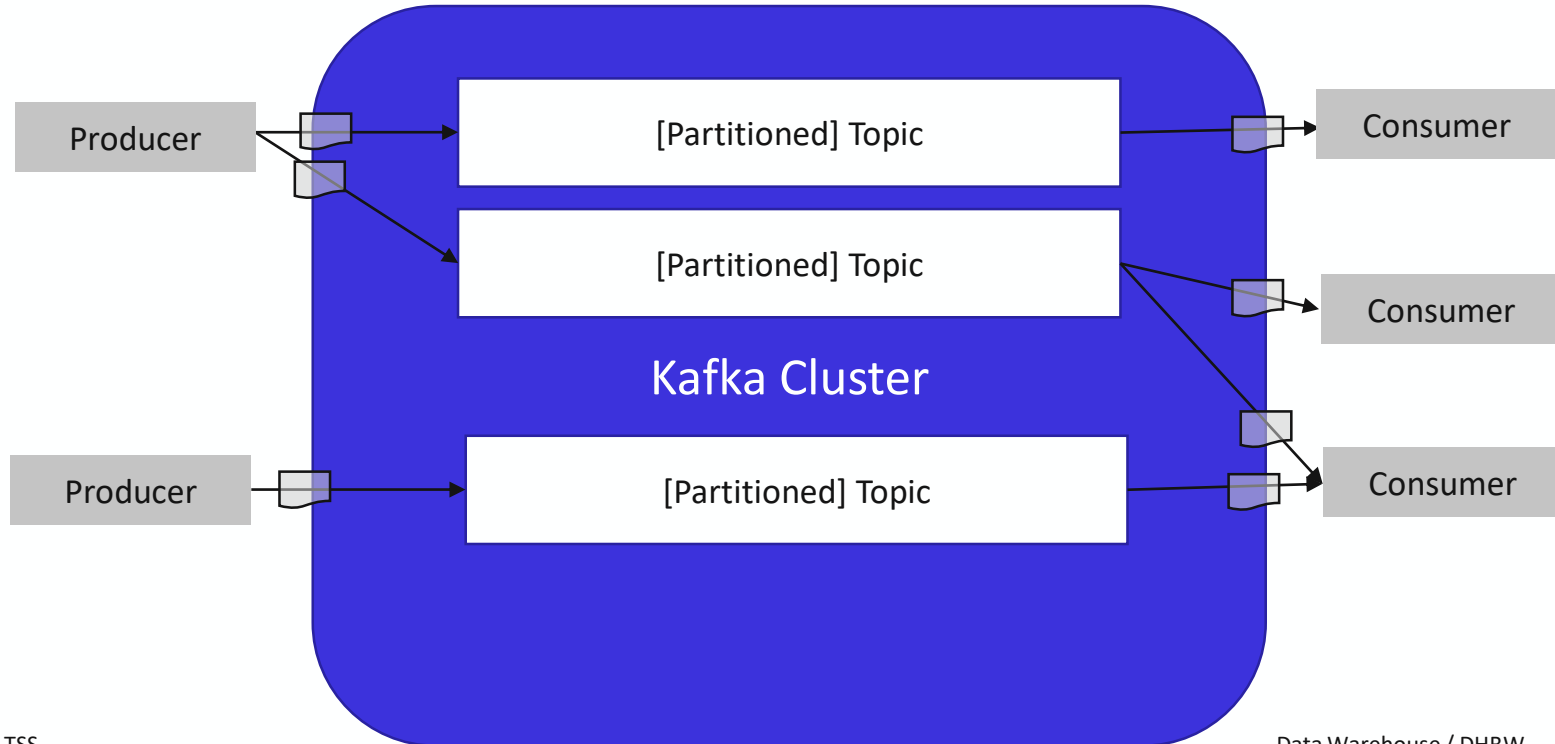 Producer
[Partitioned] Topic
Consumer
[Partitioned] Topic
Consumer
Kafka Cluster
Producer
[Partitioned] Topic
Consumer
TSS
Data Warehouse / DHBW